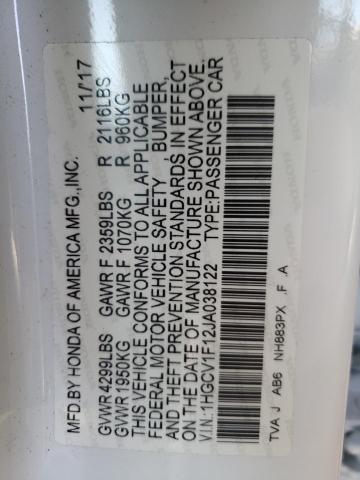 MFD.BY HONDA OF AMERICA MFG.,INC. 11/17
GVWR 4299LBS GAWR F 2359LBS R 2116LBS
GVWR 1950KG GAWR F 1070KG R 960KG
THIS VEHICLE CONFORMS TO ALL APPLICABLE
FEDERAL MOTOR VEHICLE SAFETY, BUMPER,
AND THEFT PREVENTION STANDARDS IN EFFECT
ON THE DATE OF MANUFACTURE SHOWN ABOVE.
V.I.N.:1HGCV1F12JA038122 TYPE:PASSENGER CAR
TVA J AB6 NH883PX .F .A